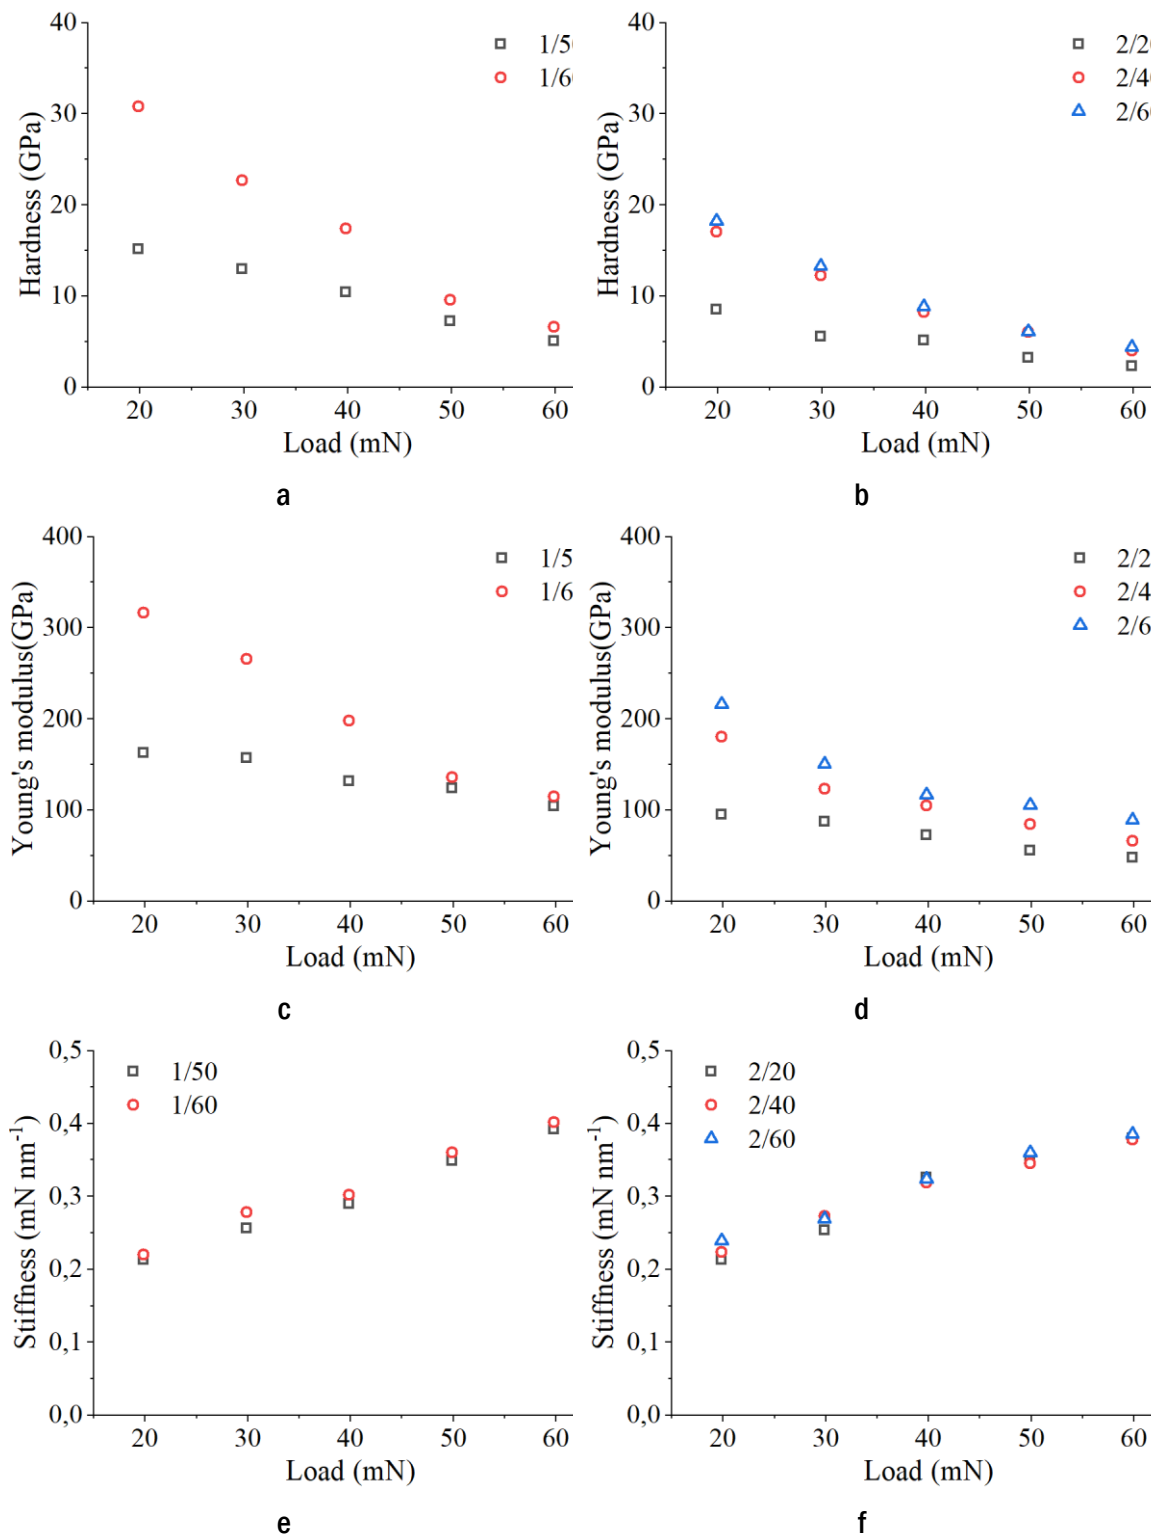 40
30
20
10
0
Hardness (GPa)
1/50
1/60
20 30 40 50 60
Load (mN)
a
40
30
20
10
0
Hardness (GPa)
2/20
2/40
2/60
20 30 40 50 60
Load (mN)
b
400
300
200
100
0
Young's modulus(GPa)
1/5
1/6
20 30 40 50 60
Load (mN)
c
400
300
200
100
0
Young's modulus(GPa)
2/2
2/4
2/6
20 30 40 50 60
Load (mN)
d
0,5
0,4
0,3
0,2
0,1
0,0
Stiffness (mN nm⁻¹)
1/50
1/60
20 30 40 50 60
Load (mN)
e
0,5
0,4
0,3
0,2
0,1
0,0
Stiffness (mN nm⁻¹)
2/20
2/40
2/60
20 30 40 50 60
Load (mN)
f